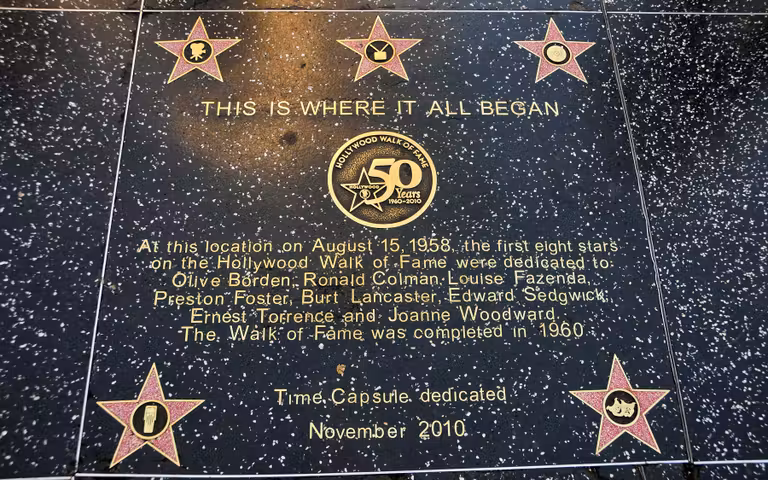 THIS IS WHERE IT ALL BEGAN
HOLLYWOOD WALK OF FAME
50
HOLLYWOOD
Years
1960-2010
At this location on August 15, 1958, the first eight stars
on the Hollywood Walk of Fame were dedicated to:
Olive Borden, Ronald Colman, Louise Fazenda,
Preston Foster, Burt Lancaster, Edward Sedgwick,
Ernest Torrence and Joanne Woodward.
The Walk of Fame was completed in 1960
Time Capsule dedicated
November 2010